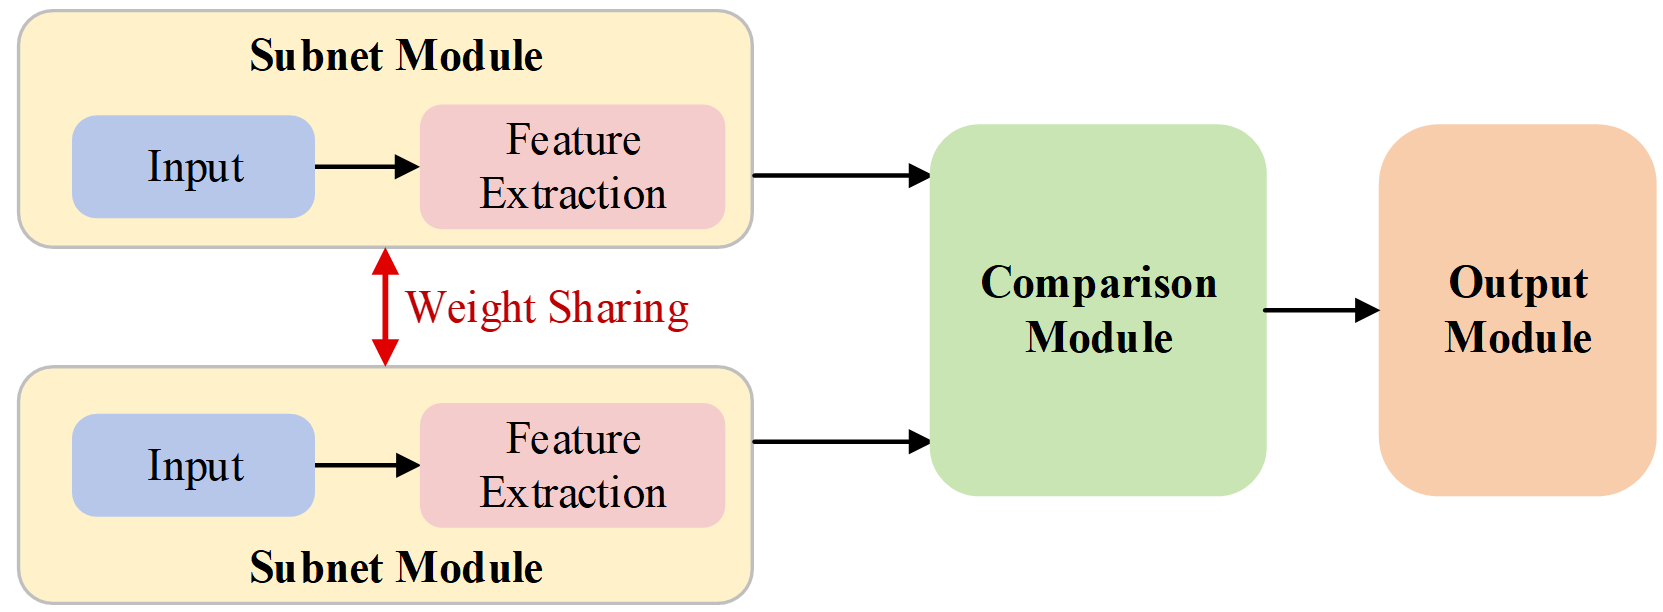 Subnet Module
Input
Feature
Extraction
Weight Sharing
Input
Feature
Extraction
Subnet Module
Comparison
Module
Output
Module